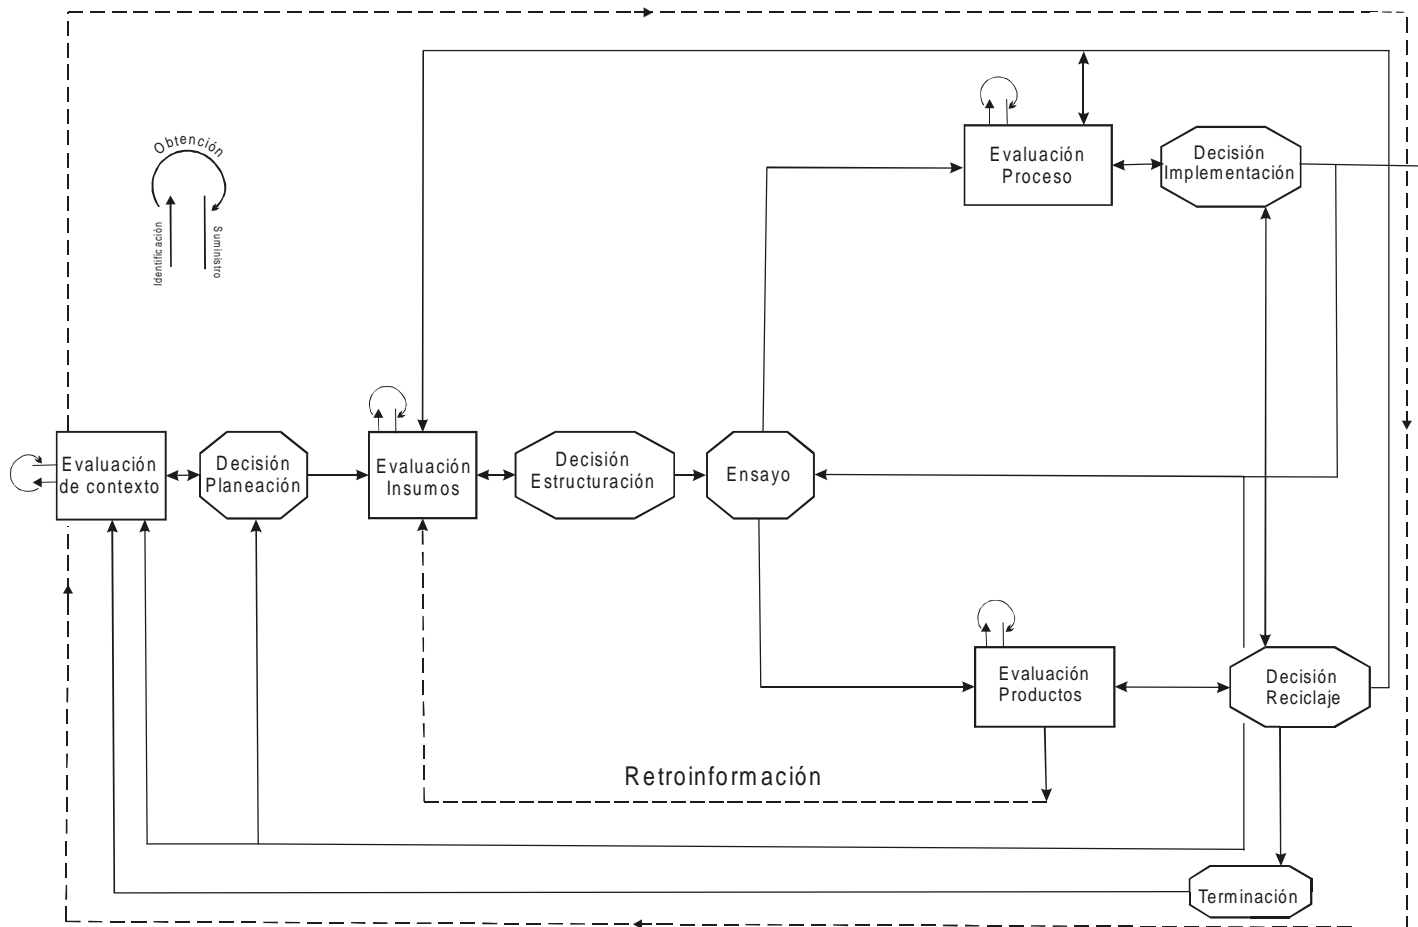 Obtención
Identificación
Suministro
Evaluación
Proceso
Decisión
Implementación
Evaluación
de contexto
Decisión
Planeación
Evaluación
Insumos
Decisión
Estructuración
Ensayo
Evaluación
Productos
Decisión
Reciclaje
Retroinformación
Terminación